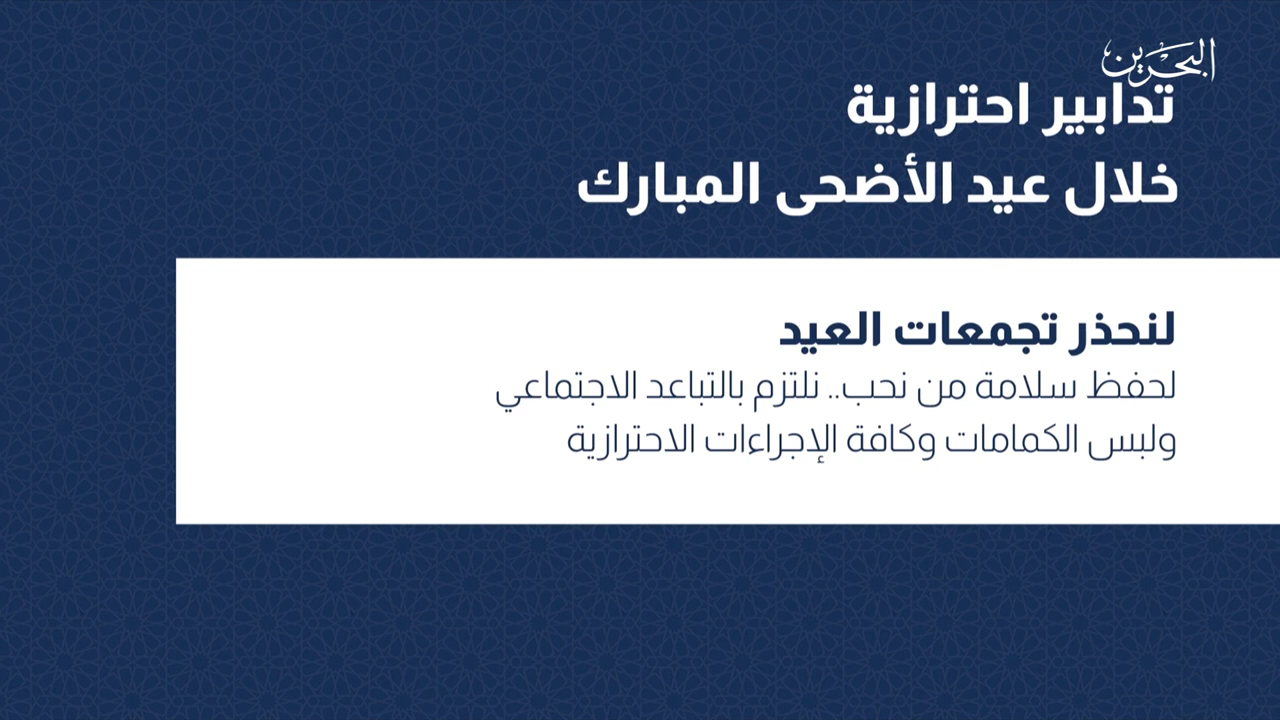 البحرين
تدابير احترازية
خلال عيد الأضحى المبارك
لنحذر تجمعات العيد
لحفظ سلامة من نحب.. نلتزم بالتباعد الاجتماعي
ولبس الكمامات وكافة الإجراءات الاحترازية